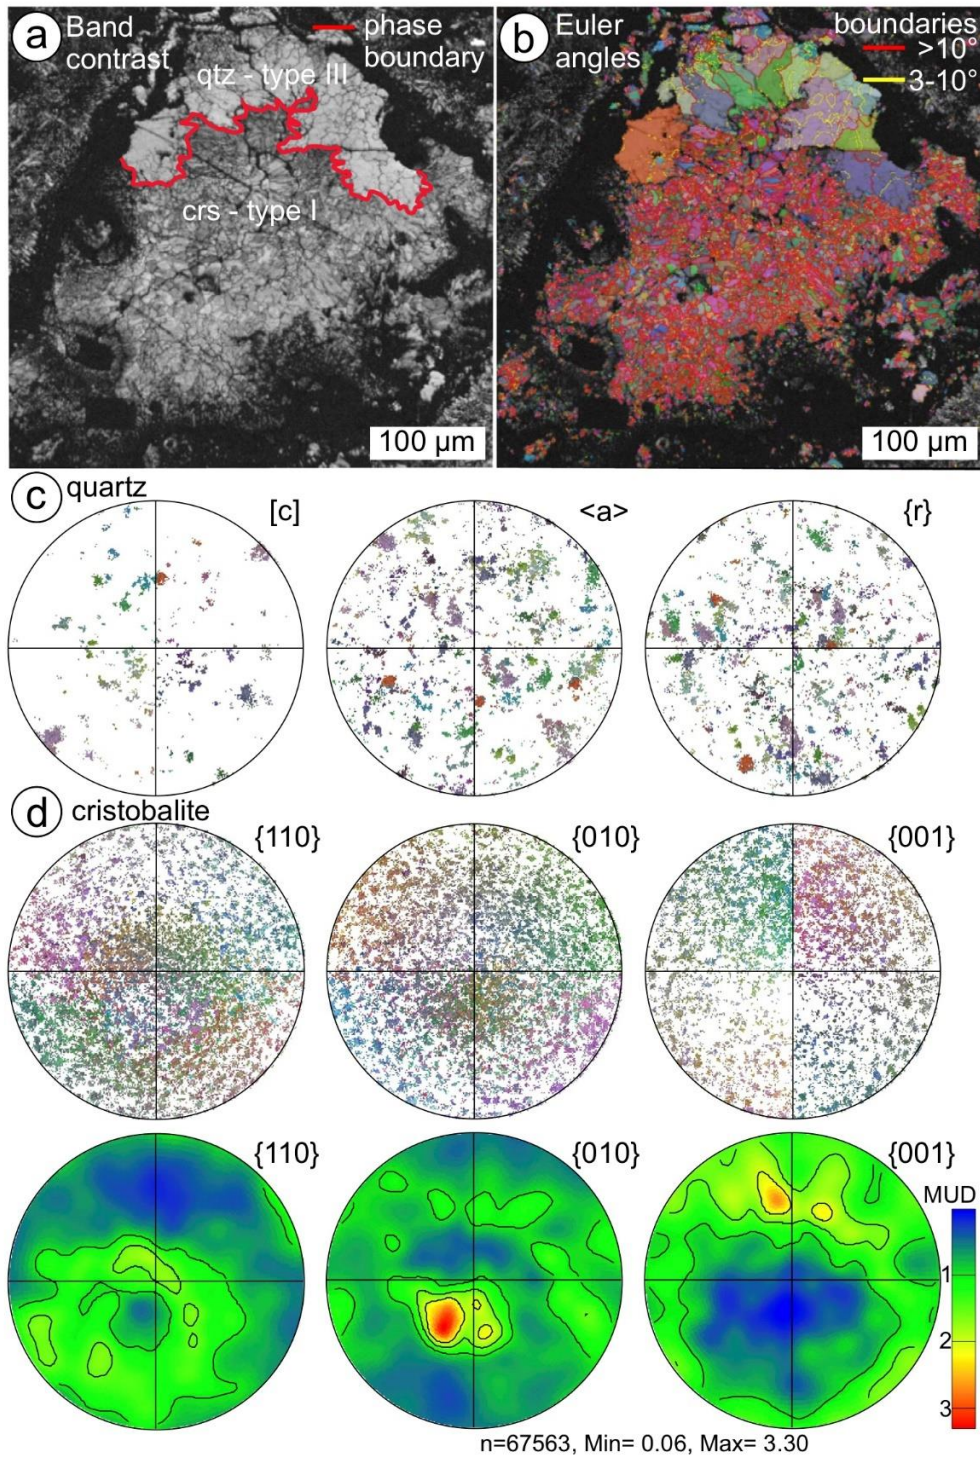 a Band contrast
phase boundary
qtz - type III
crs - type I
100 µm
b Euler angles
boundaries
>10°
3-10°
100 µm
c quartz
[c]
<a>
{r}
d cristobalite
{110}
{010}
{001}
{110}
{010}
{001}
MUD
1
2
3
n=67563, Min= 0.06, Max= 3.30